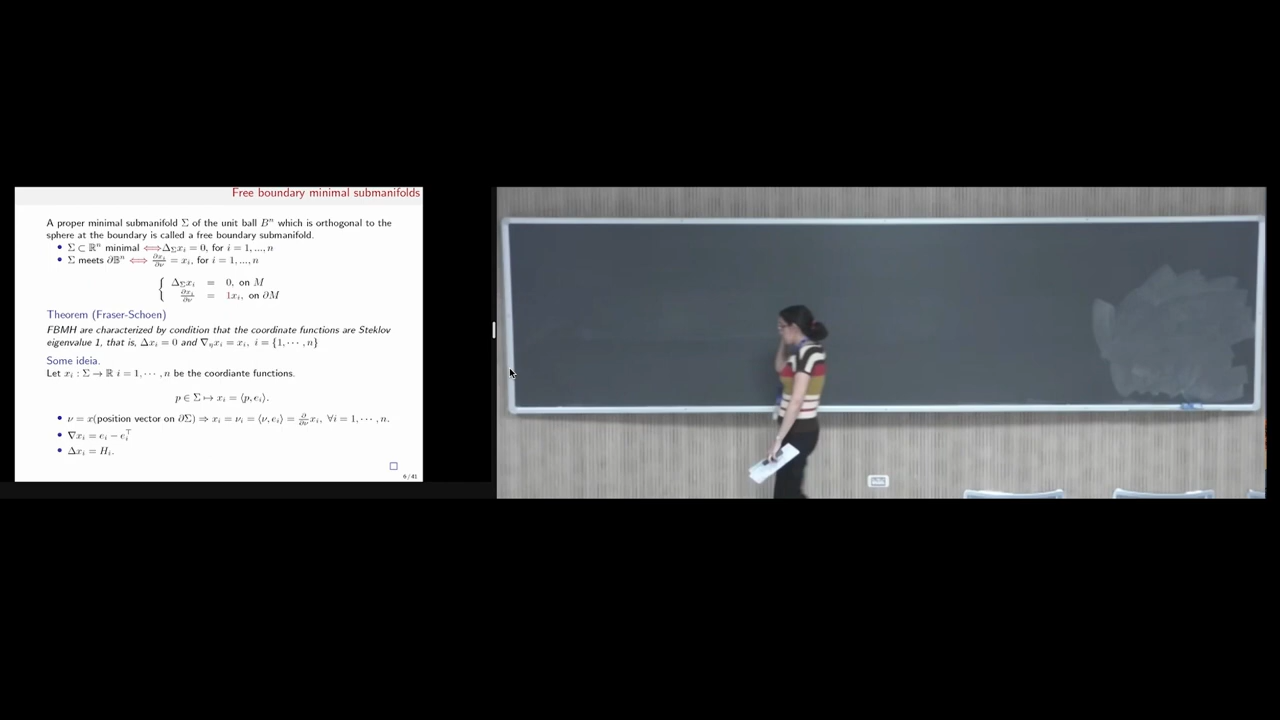 Free boundary minimal submanifolds
A proper minimal submanifold Σ of the unit ball Bⁿ which is orthogonal to the
sphere at the boundary is called a free boundary submanifold.
• Σ ⊂ ℝⁿ minimal ⟺ Δ_Σ x_i = 0, for i = 1, ..., n
• Σ meets ∂𝔹ⁿ ⟺ ∂x_i/∂ν = x_i, for i = 1, ..., n
{ Δ_Σ x_i = 0, on M
∂x_i/∂ν = 1x_i, on ∂M
Theorem (Fraser-Schoen)
FBMH are characterized by condition that the coordinate functions are Steklov
eigenvalue 1, that is, Δx_i = 0 and ∇_η x_i = x_i, i = {1, ⋯ , n}
Some ideia.
Let x_i : Σ → ℝ i = 1, ⋯ , n be the coordiante functions.
p ∈ Σ ↦ x_i = ⟨p, e_i⟩.
• ν = x(position vector on ∂Σ) ⇒ x_i = ν_i = ⟨ν, e_i⟩ = ∂/∂ν x_i, ∀i = 1, ⋯ , n.
• ∇x_i = e_i − e_i^⊤
• Δx_i = H_i.
□
6 / 41